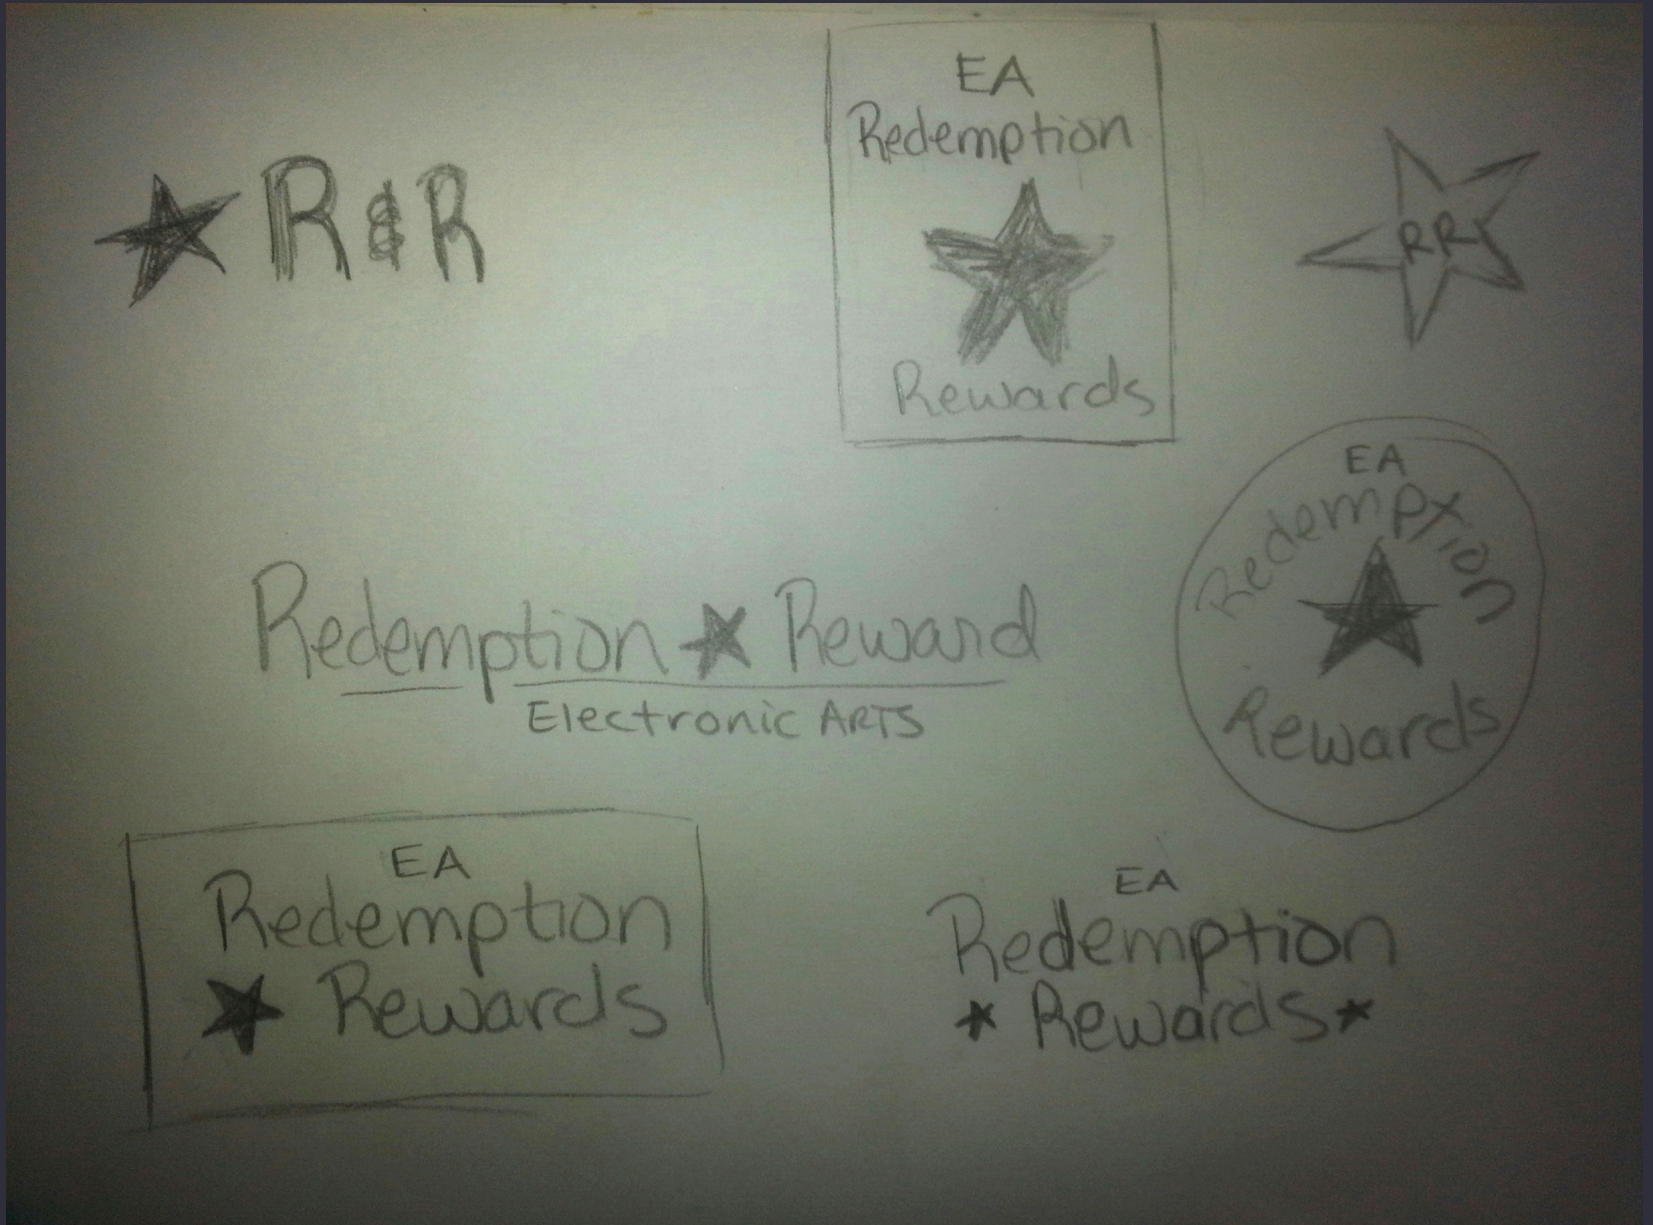 R & R
EA
Redemption
Rewards
RR
EA
Redemption
Rewards
Redemption Reward
Electronic ARTS
EA
Redemption
Rewards
EA
Redemption
Rewards